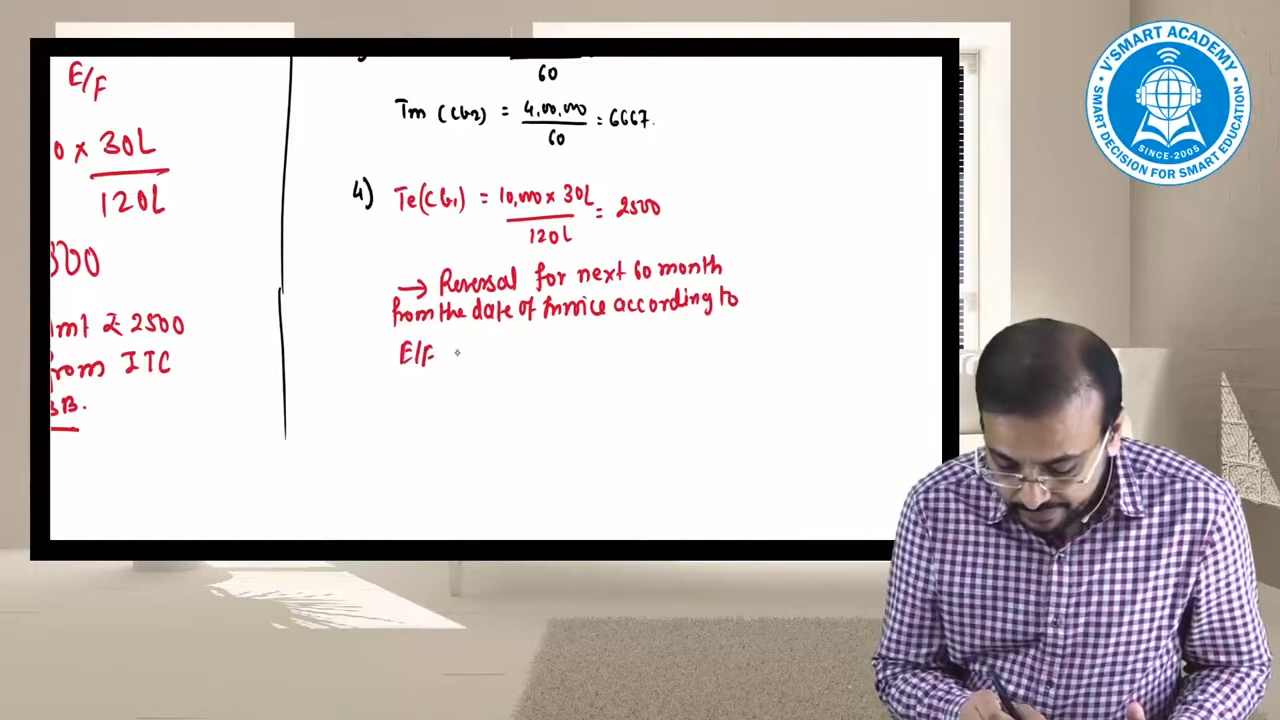 E/F
0 × 30L
120L
300
mt ₹ 2500
from ITC
3B.
60
Tm (CG2) = 4,00,000 / 60 = 6667.
4) Te(CG1) = 10,000 × 30L / 120L = 2500
→ Reversal for next 60 month
from the date of Invoice according to
E/F
V'SMART ACADEMY
SINCE-2005
SMART DECISION FOR SMART EDUCATION